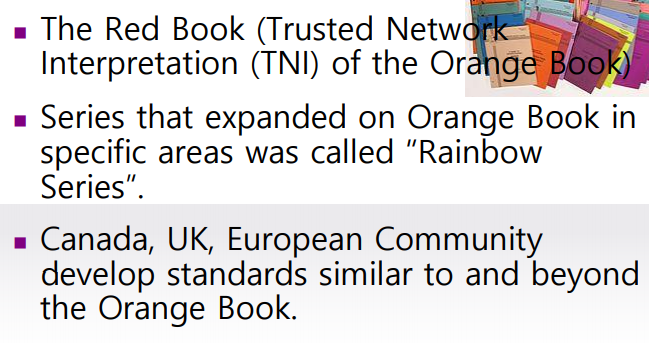 The Red Book (Trusted Network
Interpretation (TNI) of the Orange Book)
Series that expanded on Orange Book in
specific areas was called “Rainbow
Series”.
Canada, UK, European Community
develop standards similar to and beyond
the Orange Book.